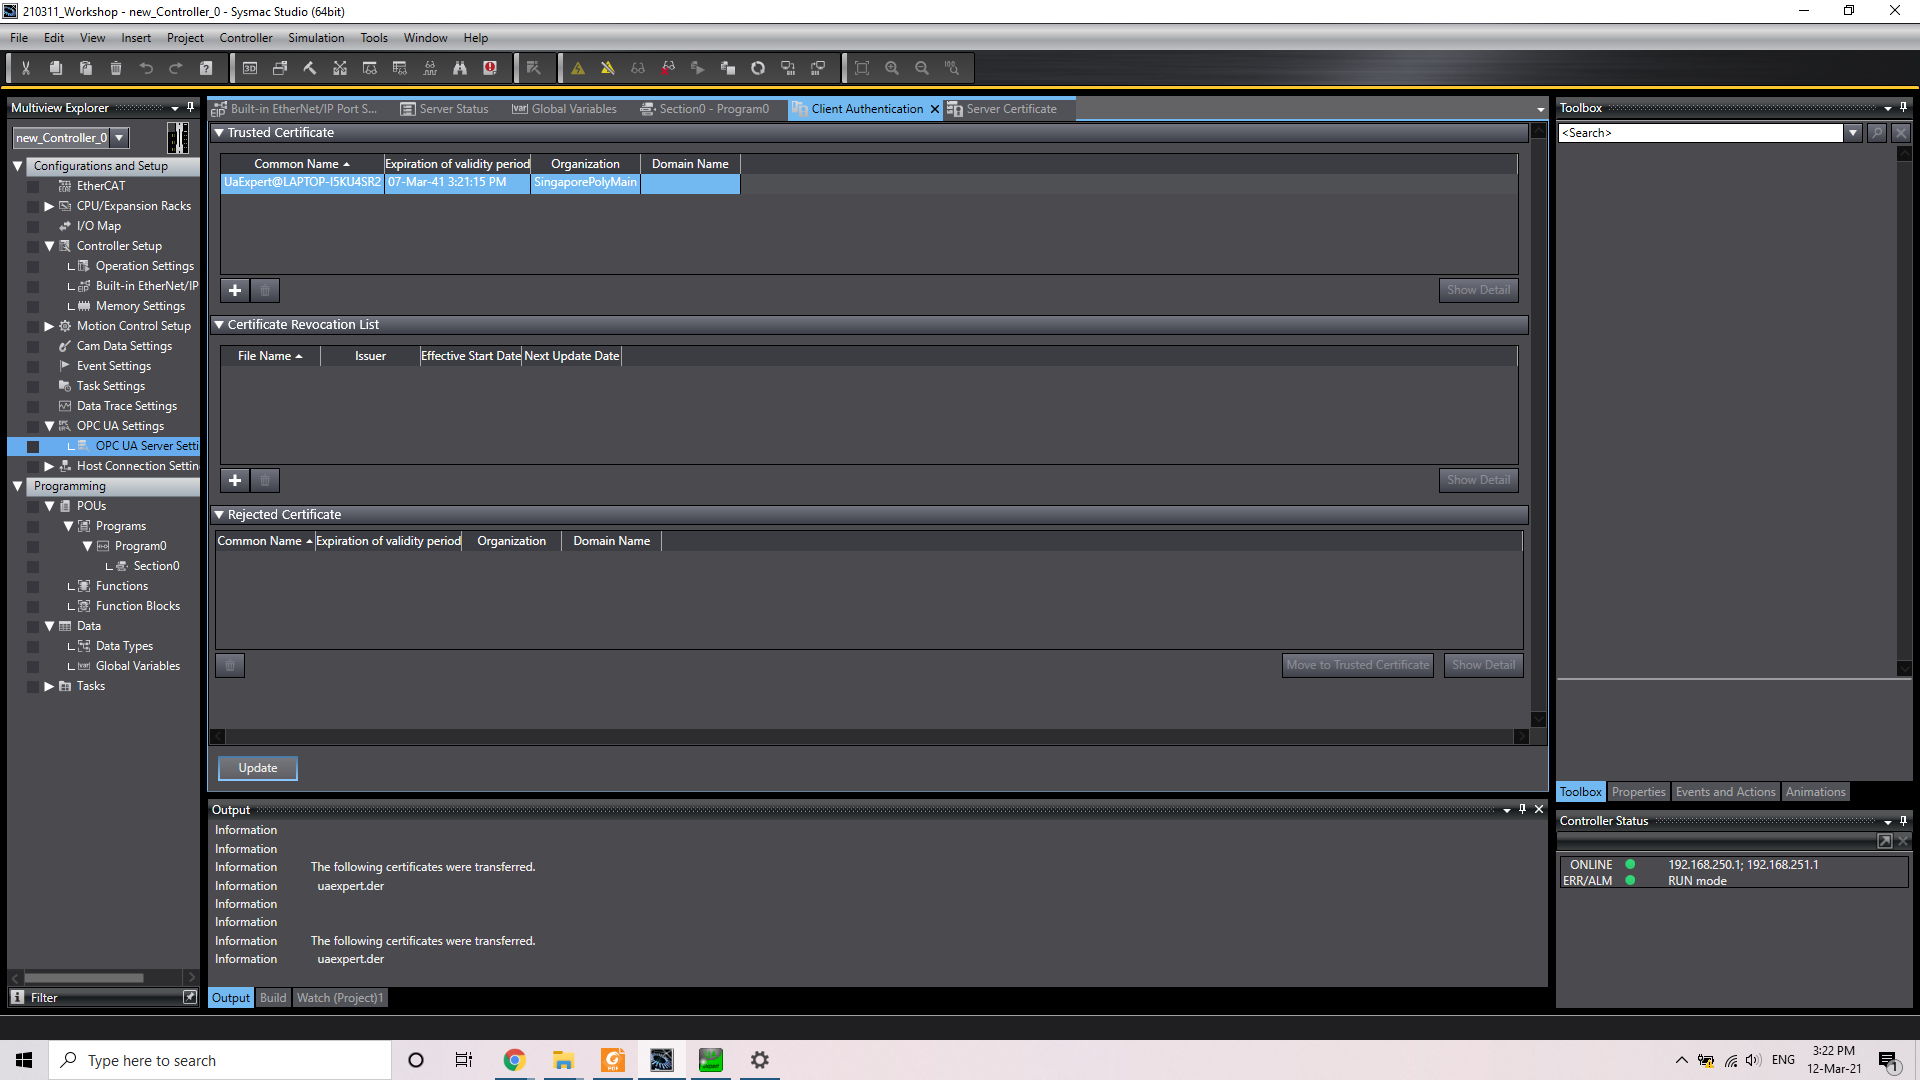 210311_Workshop - new_Controller_0 - Sysmac Studio (64bit)
File Edit View Insert Project Controller Simulation Tools Window Help
Multiview Explorer
new_Controller_0
Configurations and Setup
EtherCAT
CPU/Expansion Racks
I/O Map
Controller Setup
Operation Settings
Built-in EtherNet/IP
Memory Settings
Motion Control Setup
Cam Data Settings
Event Settings
Task Settings
Data Trace Settings
OPC UA Settings
OPC UA Server Setti
Host Connection Settin
Programming
POUs
Programs
Program0
Section0
Functions
Function Blocks
Data
Data Types
Global Variables
Tasks
Filter
Built-in EtherNet/IP Port S... Server Status Global Variables Section0 - Program0 Client Authentication Server Certificate
Trusted Certificate
Common Name Expiration of validity period Organization Domain Name
UaExpert@LAPTOP-I5KU4SR2 07-Mar-41 3:21:15 PM SingaporePolyMain
Show Detail
Certificate Revocation List
File Name Issuer Effective Start Date Next Update Date
Show Detail
Rejected Certificate
Common Name Expiration of validity period Organization Domain Name
Move to Trusted Certificate Show Detail
Update
Output
Information
Information
Information The following certificates were transferred.
Information uaexpert.der
Information
Information
Information The following certificates were transferred.
Information uaexpert.der
Output Build Watch (Project)1
Toolbox
<Search>
Toolbox Properties Events and Actions Animations
Controller Status
ONLINE 192.168.250.1; 192.168.251.1
ERR/ALM RUN mode
Type here to search
ENG
3:22 PM
12-Mar-21
1